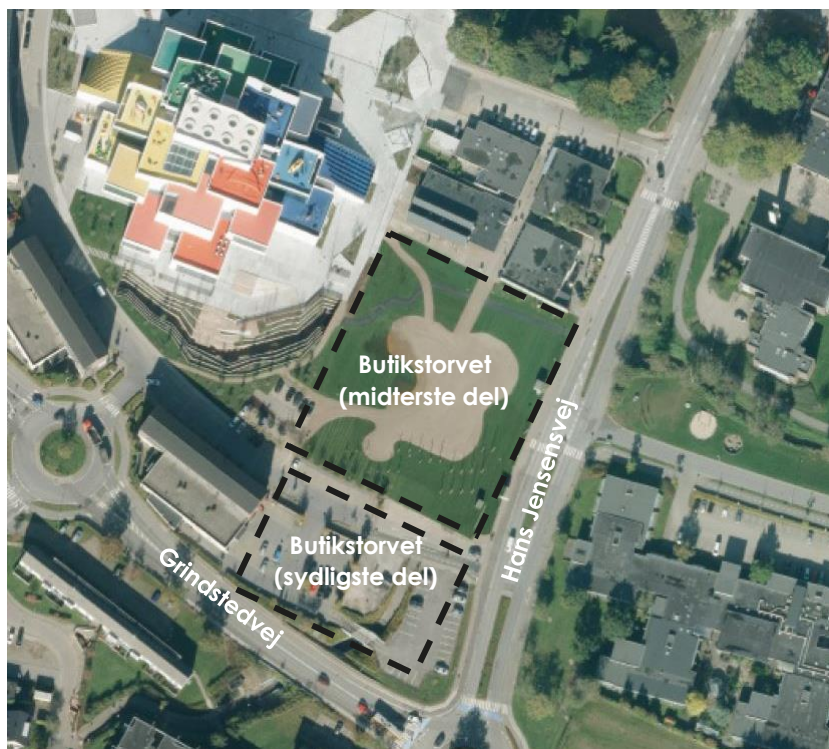 Butikstorvet
(midterste del)
Hans Jensensvej
Butikstorvet
(sydligste del)
Grindstedvej